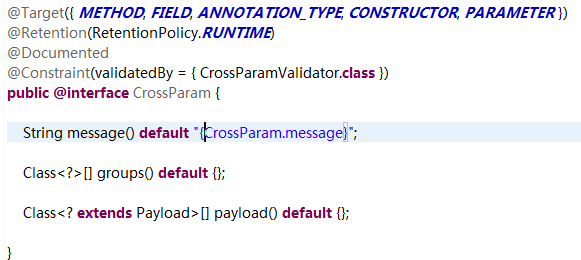 @Target({ METHOD, FIELD, ANNOTATION_TYPE, CONSTRUCTOR, PARAMETER })
@Retention(RetentionPolicy.RUNTIME)
@Documented
@Constraint(validatedBy = { CrossParamValidator.class })
public @interface CrossParam {
String message() default "{CrossParam.message}";
Class<?>[] groups() default {};
Class<? extends Payload>[] payload() default {};
}